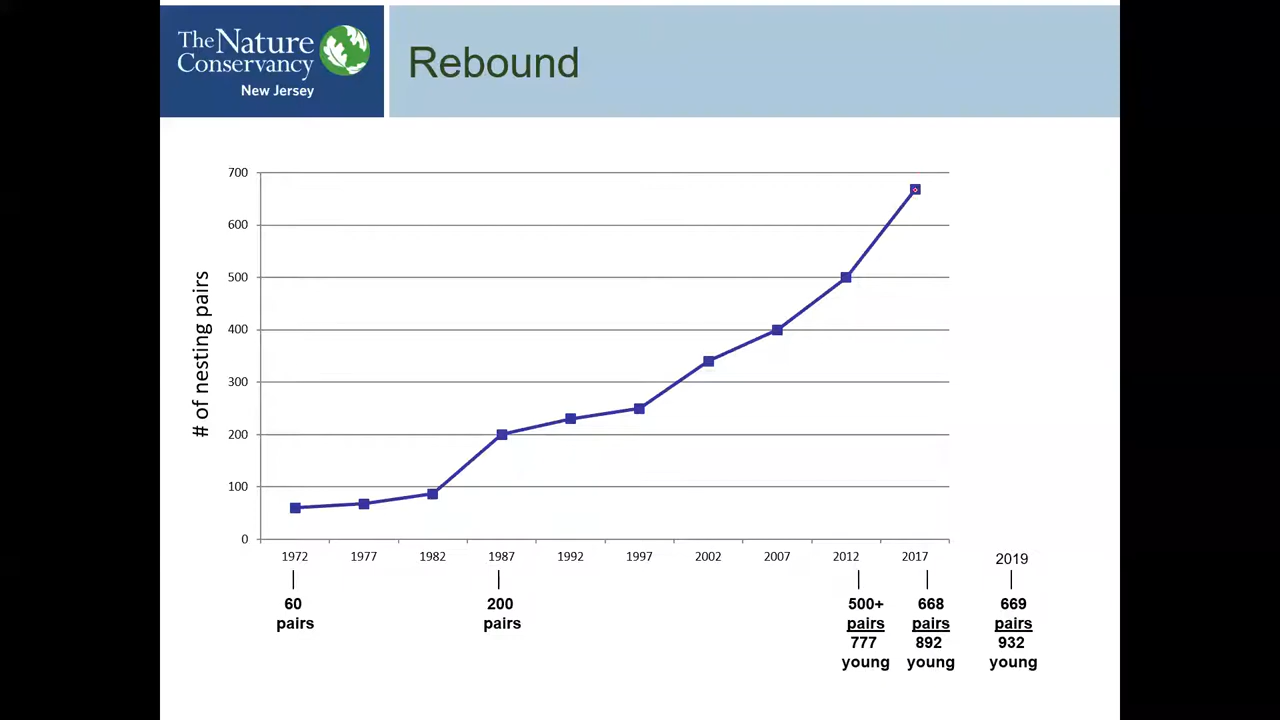 The Nature
Conservancy
New Jersey
Rebound
700
600
500
400
300
200
100
0
# of nesting pairs
1972 1977 1982 1987 1992 1997 2002 2007 2012 2017 2019
60
pairs
200
pairs
500+
pairs
777
young
668
pairs
892
young
669
pairs
932
young